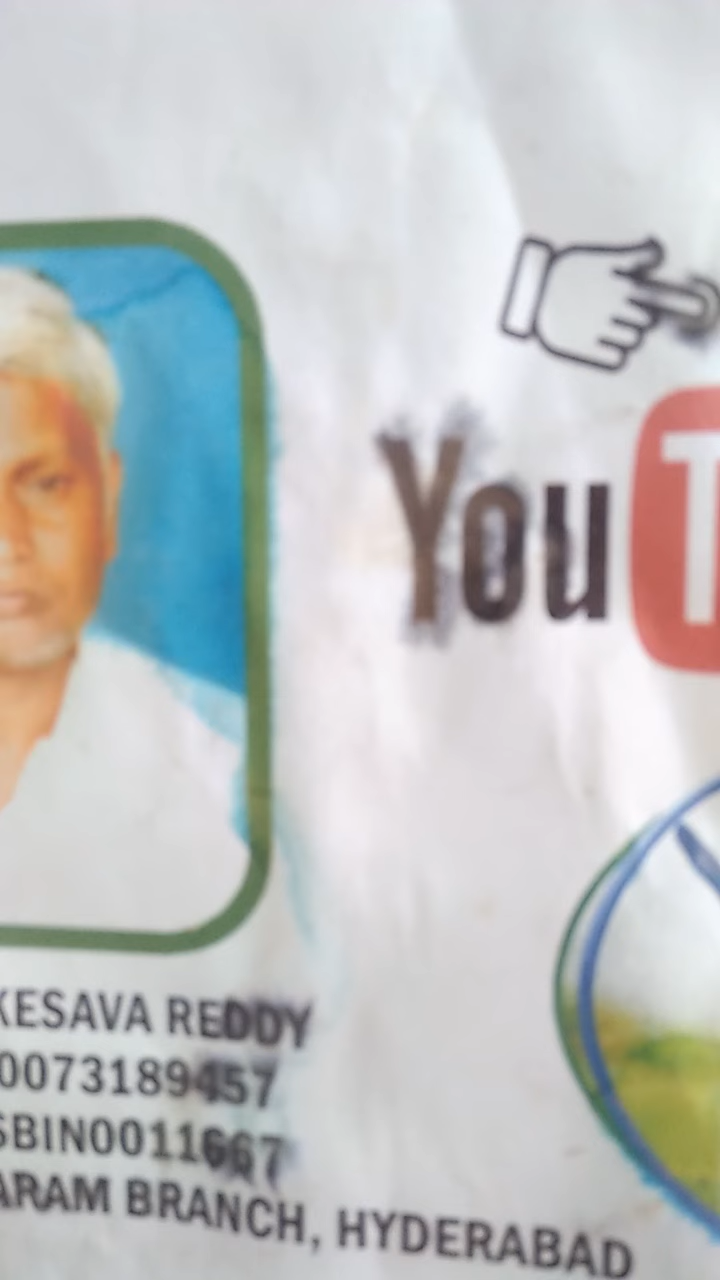 YouT
KESAVA REDDY
0073189457
SBIN0011667
ARAM BRANCH, HYDERABAD